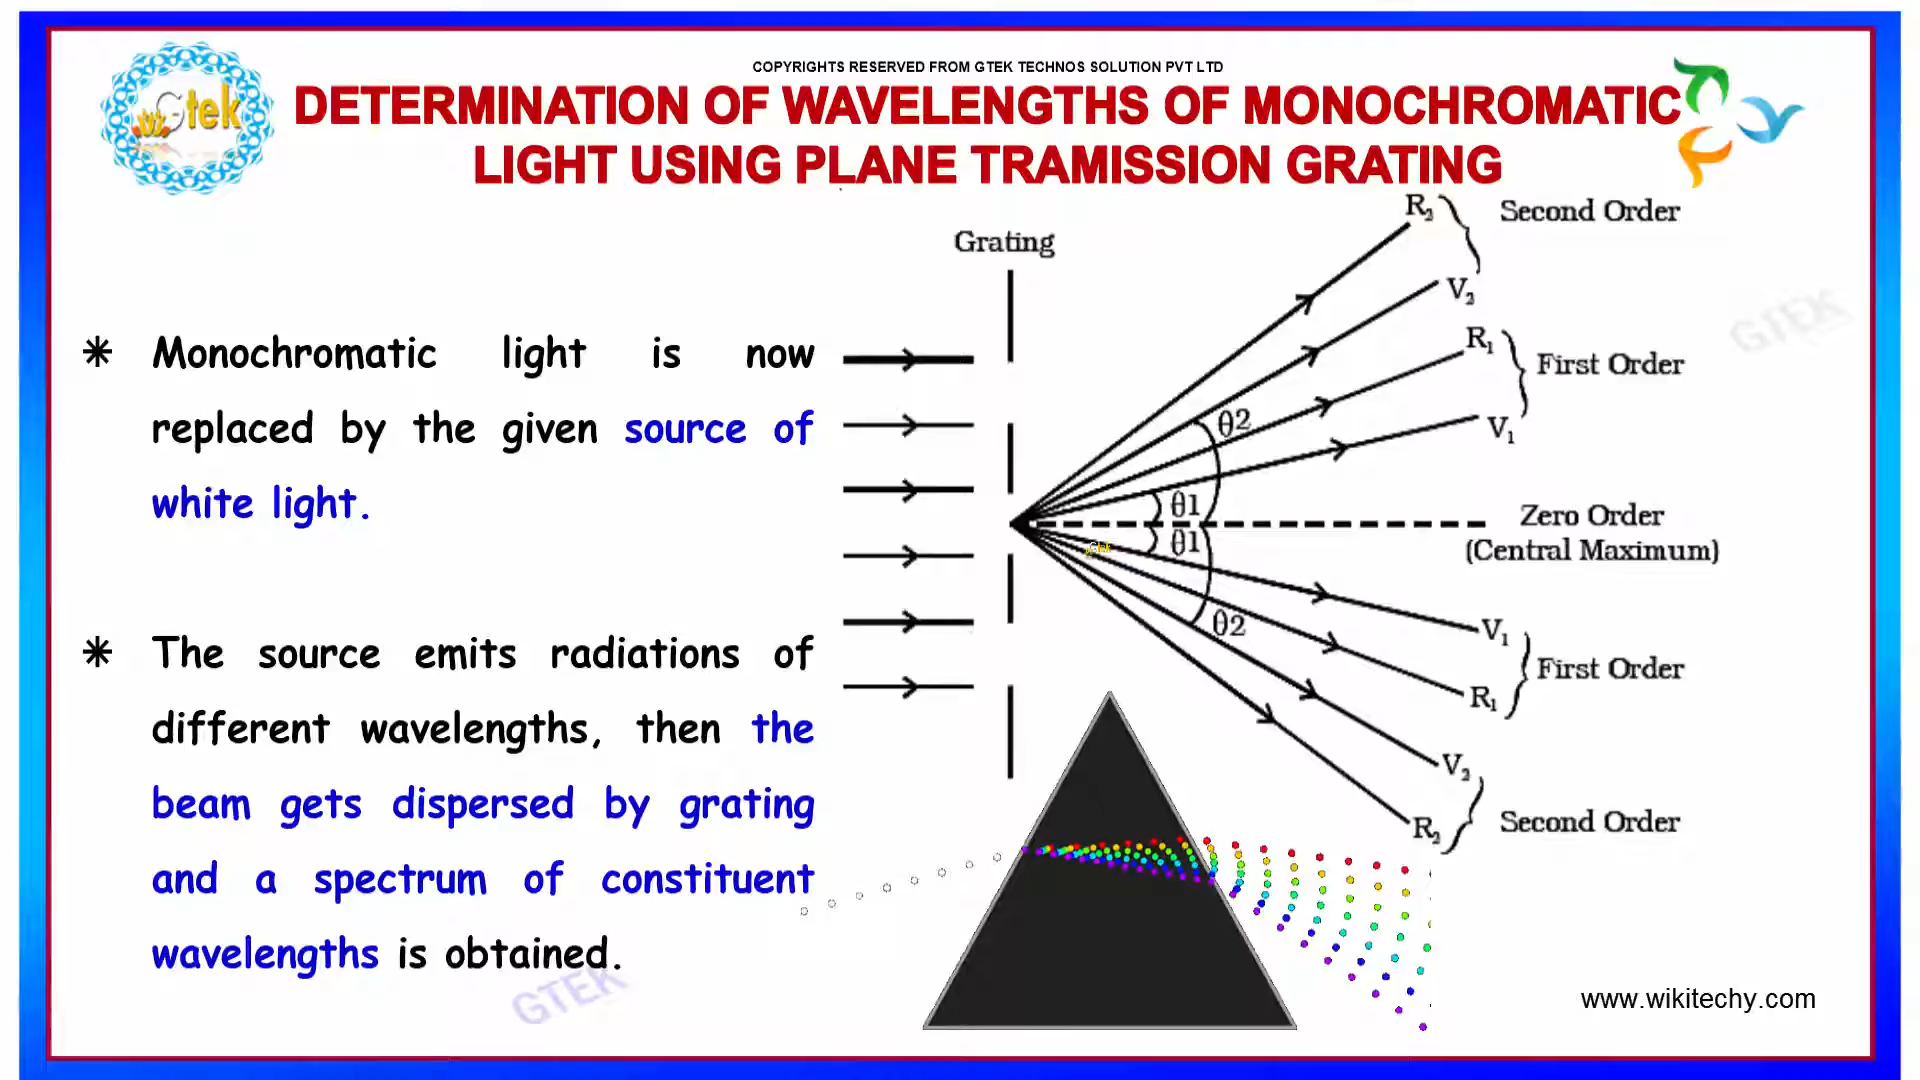 COPYRIGHTS RESERVED FROM GTEK TECHNOS SOLUTION PVT LTD
Gtek
DETERMINATION OF WAVELENGTHS OF MONOCHROMATIC
LIGHT USING PLANE TRAMISSION GRATING
✳ Monochromatic light is now
replaced by the given source of
white light.
✳ The source emits radiations of
different wavelengths, then the
beam gets dispersed by grating
and a spectrum of constituent
wavelengths is obtained.
Grating
R₂
Second Order
V₂
R₁
First Order
V₁
θ2
θ1
Zero Order
(Central Maximum)
θ1
Gtek
θ2
V₁
First Order
R₁
V₂
Second Order
R₂
GTEK
GTEK
www.wikitechy.com